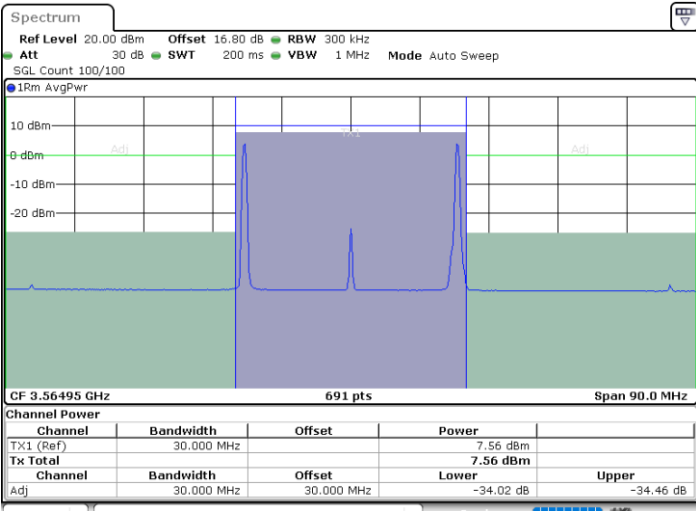 Spectrum
Ref Level 20.00 dBm Offset 16.80 dB RBW 300 kHz
Att 30 dB SWT 200 ms VBW 1 MHz Mode Auto Sweep
SGL Count 100/100
1Rm AvgPwr
10 dBm
TX1
0 dBm Adj Adj
-10 dBm
-20 dBm
CF 3.56495 GHz 691 pts Span 90.0 MHz
Channel Power
Channel Bandwidth Offset Power
TX1 (Ref) 30.000 MHz 7.56 dBm
Tx Total 7.56 dBm
Channel Bandwidth Offset Lower Upper
Adj 30.000 MHz 30.000 MHz -34.02 dB -34.46 dB